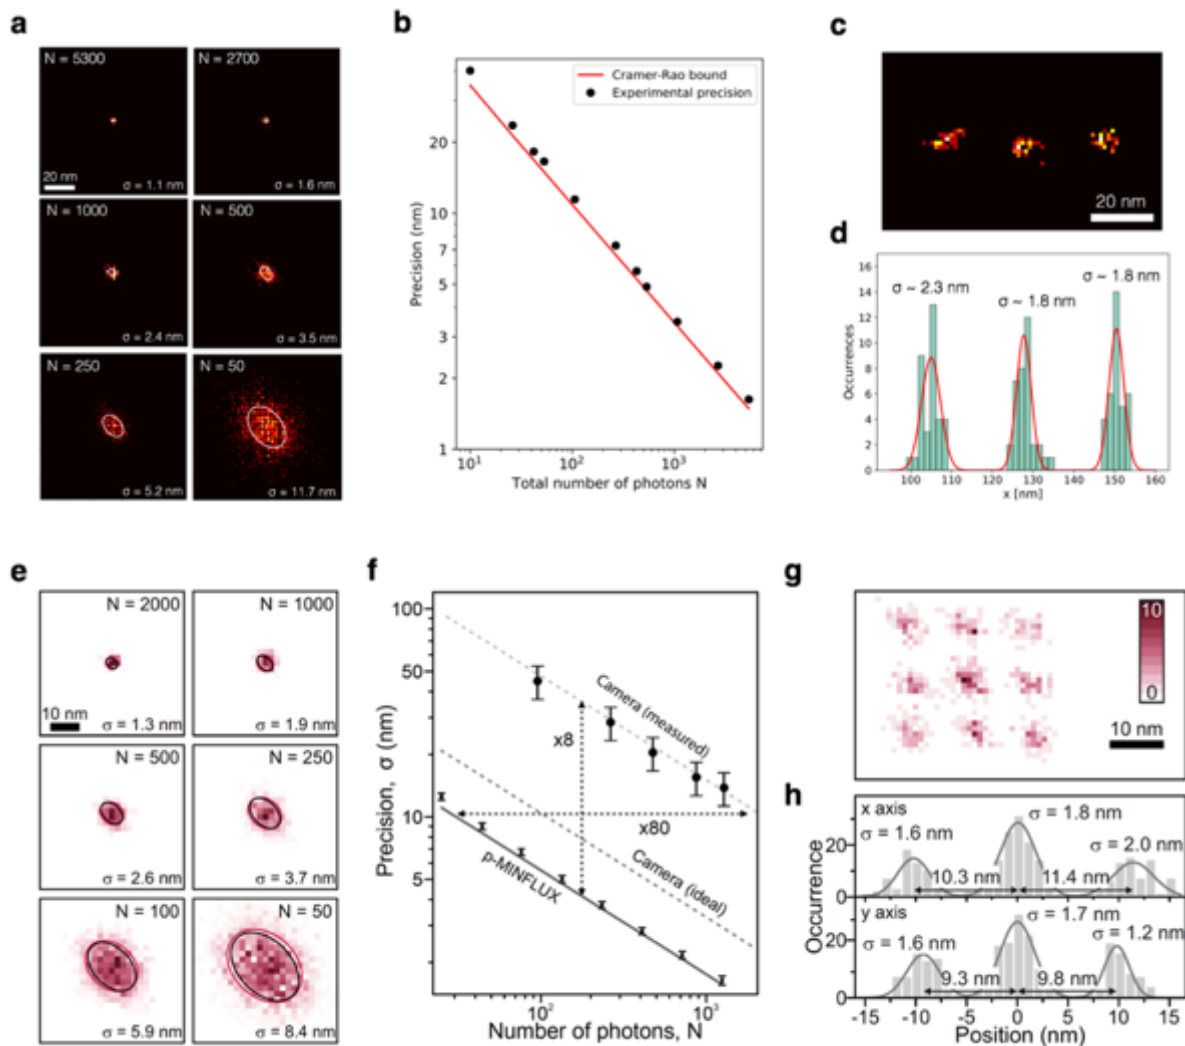 a
N = 5300
N = 2700
20 nm
σ = 1.1 nm
σ = 1.6 nm
N = 1000
N = 500
σ = 2.4 nm
σ = 3.5 nm
N = 250
N = 50
σ = 5.2 nm
σ = 11.7 nm
b
Cramer-Rao bound
Experimental precision
20
10
7
5
3
2
1
Precision (nm)
10¹
10²
10³
Total number of photons N
c
20 nm
d
σ ~ 2.3 nm
σ ~ 1.8 nm
σ ~ 1.8 nm
16
14
12
10
8
6
4
2
0
Occurrences
100
110
120
130
140
150
160
x [nm]
e
N = 2000
N = 1000
10 nm
σ = 1.3 nm
σ = 1.9 nm
N = 500
N = 250
σ = 2.6 nm
σ = 3.7 nm
N = 100
N = 50
σ = 5.9 nm
σ = 8.4 nm
f
100
50
10
5
Precision, σ (nm)
Camera (measured)
x8
x80
p-MINFLUX
Camera (ideal)
10²
10³
Number of photons, N
g
10
0
10 nm
h
x axis
σ = 1.6 nm
σ = 1.8 nm
σ = 2.0 nm
10.3 nm
11.4 nm
20
0
y axis
σ = 1.6 nm
σ = 1.7 nm
σ = 1.2 nm
9.3 nm
9.8 nm
20
0
Occurrence
-15
-10
-5
0
5
10
15
Position (nm)